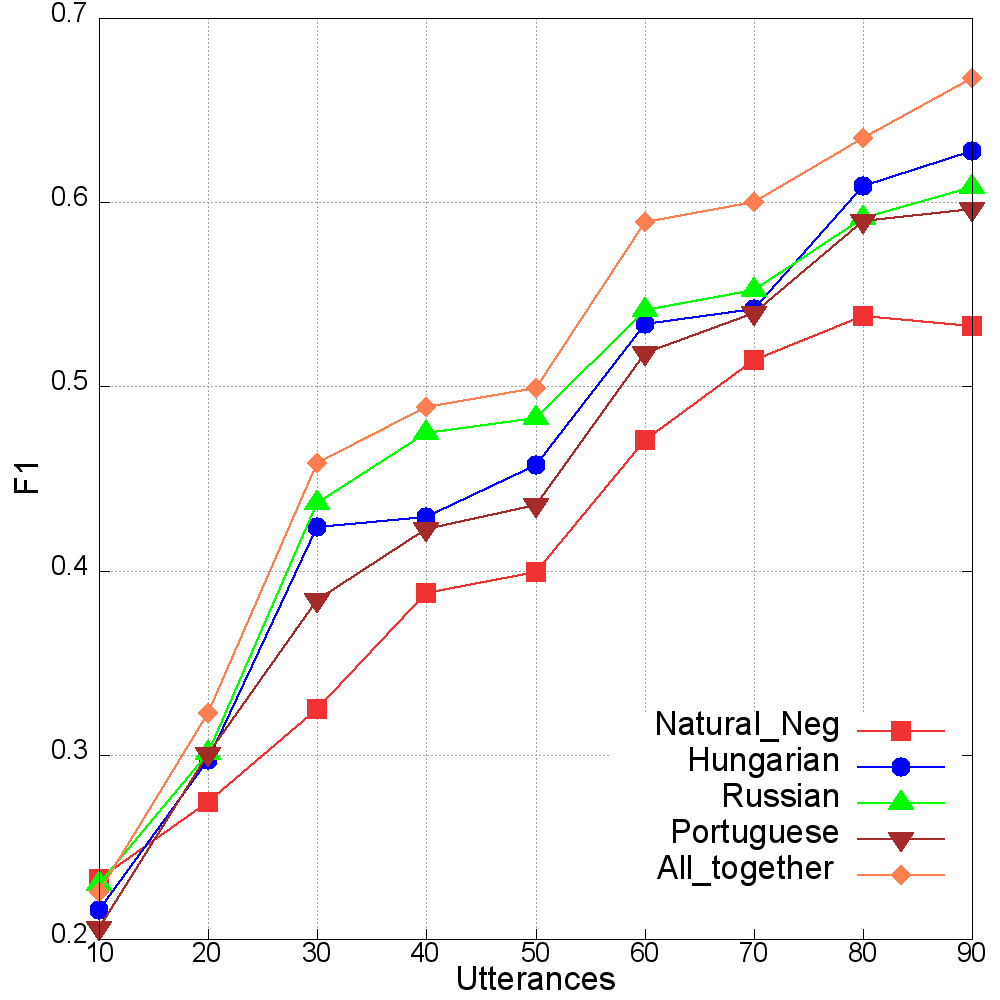 0.7
0.6
0.5
0.4
0.3
0.2
F1
Natural_Neg
Hungarian
Russian
Portuguese
All_together
10 20 30 40 50 60 70 80 90
Utterances